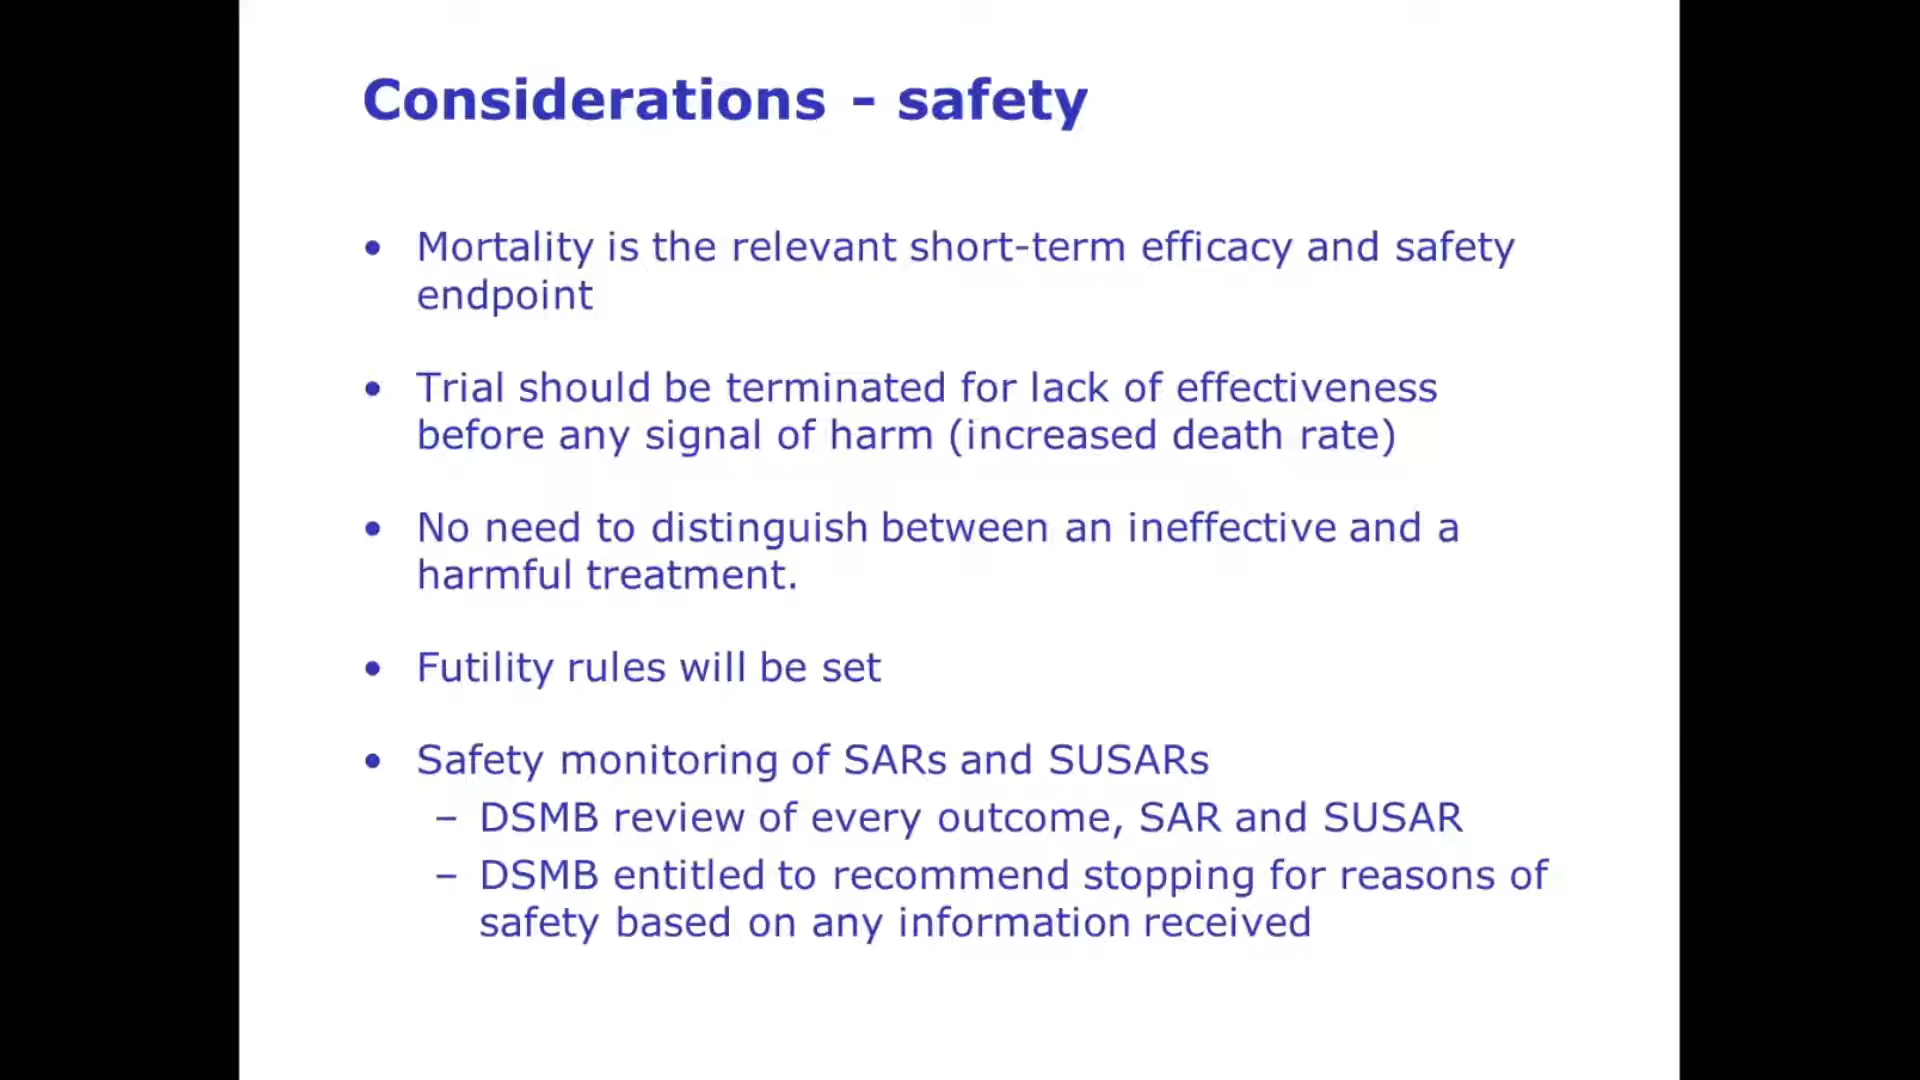 Considerations - safety
• Mortality is the relevant short-term efficacy and safety
endpoint
• Trial should be terminated for lack of effectiveness
before any signal of harm (increased death rate)
• No need to distinguish between an ineffective and a
harmful treatment.
• Futility rules will be set
• Safety monitoring of SARs and SUSARs
– DSMB review of every outcome, SAR and SUSAR
– DSMB entitled to recommend stopping for reasons of
safety based on any information received